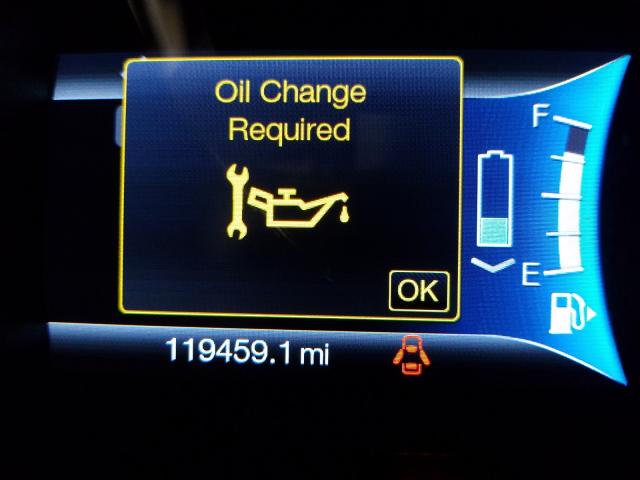 Oil Change
Required
F
E
OK
119459.1 mi